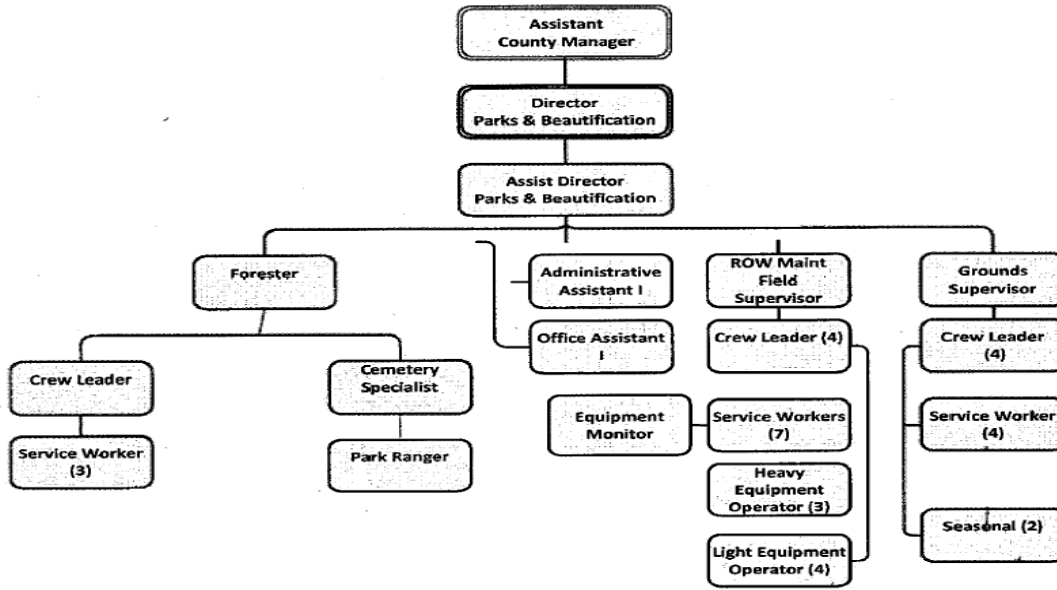 Assistant
County Manager
Director
Parks & Beautification
Assist Director
Parks & Beautification
Forester
Administrative
Assistant I
ROW Maint
Field
Supervisor
Grounds
Supervisor
Office Assistant
I
Crew Leader (4)
Crew Leader
(4)
Crew Leader
Cemetery
Specialist
Equipment
Monitor
Service Workers
(7)
Service Worker
(4)
Service Worker
(3)
Park Ranger
Heavy
Equipment
Operator (3)
Seasonal (2)
Light Equipment
Operator (4)